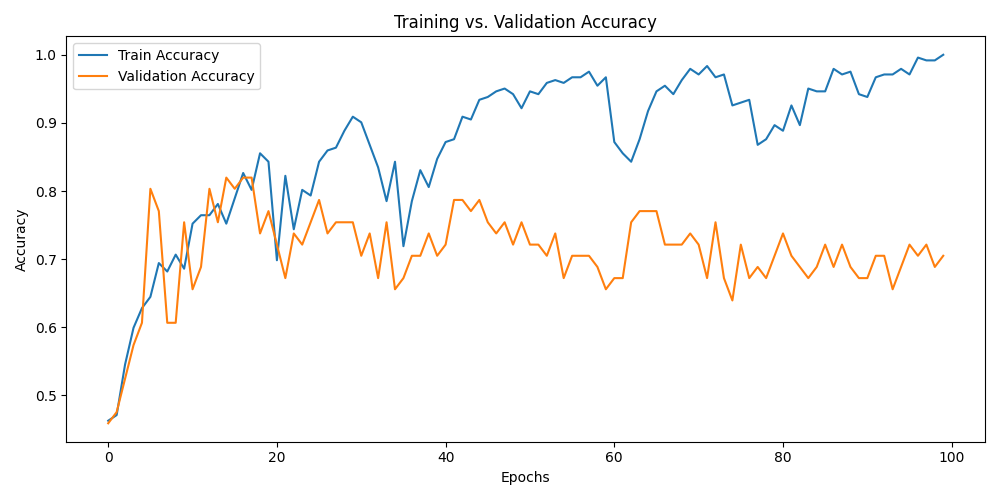 Training vs. Validation Accuracy
Train Accuracy
Validation Accuracy
1.0
0.9
0.8
0.7
0.6
0.5
Accuracy
0 20 40 60 80 100
Epochs